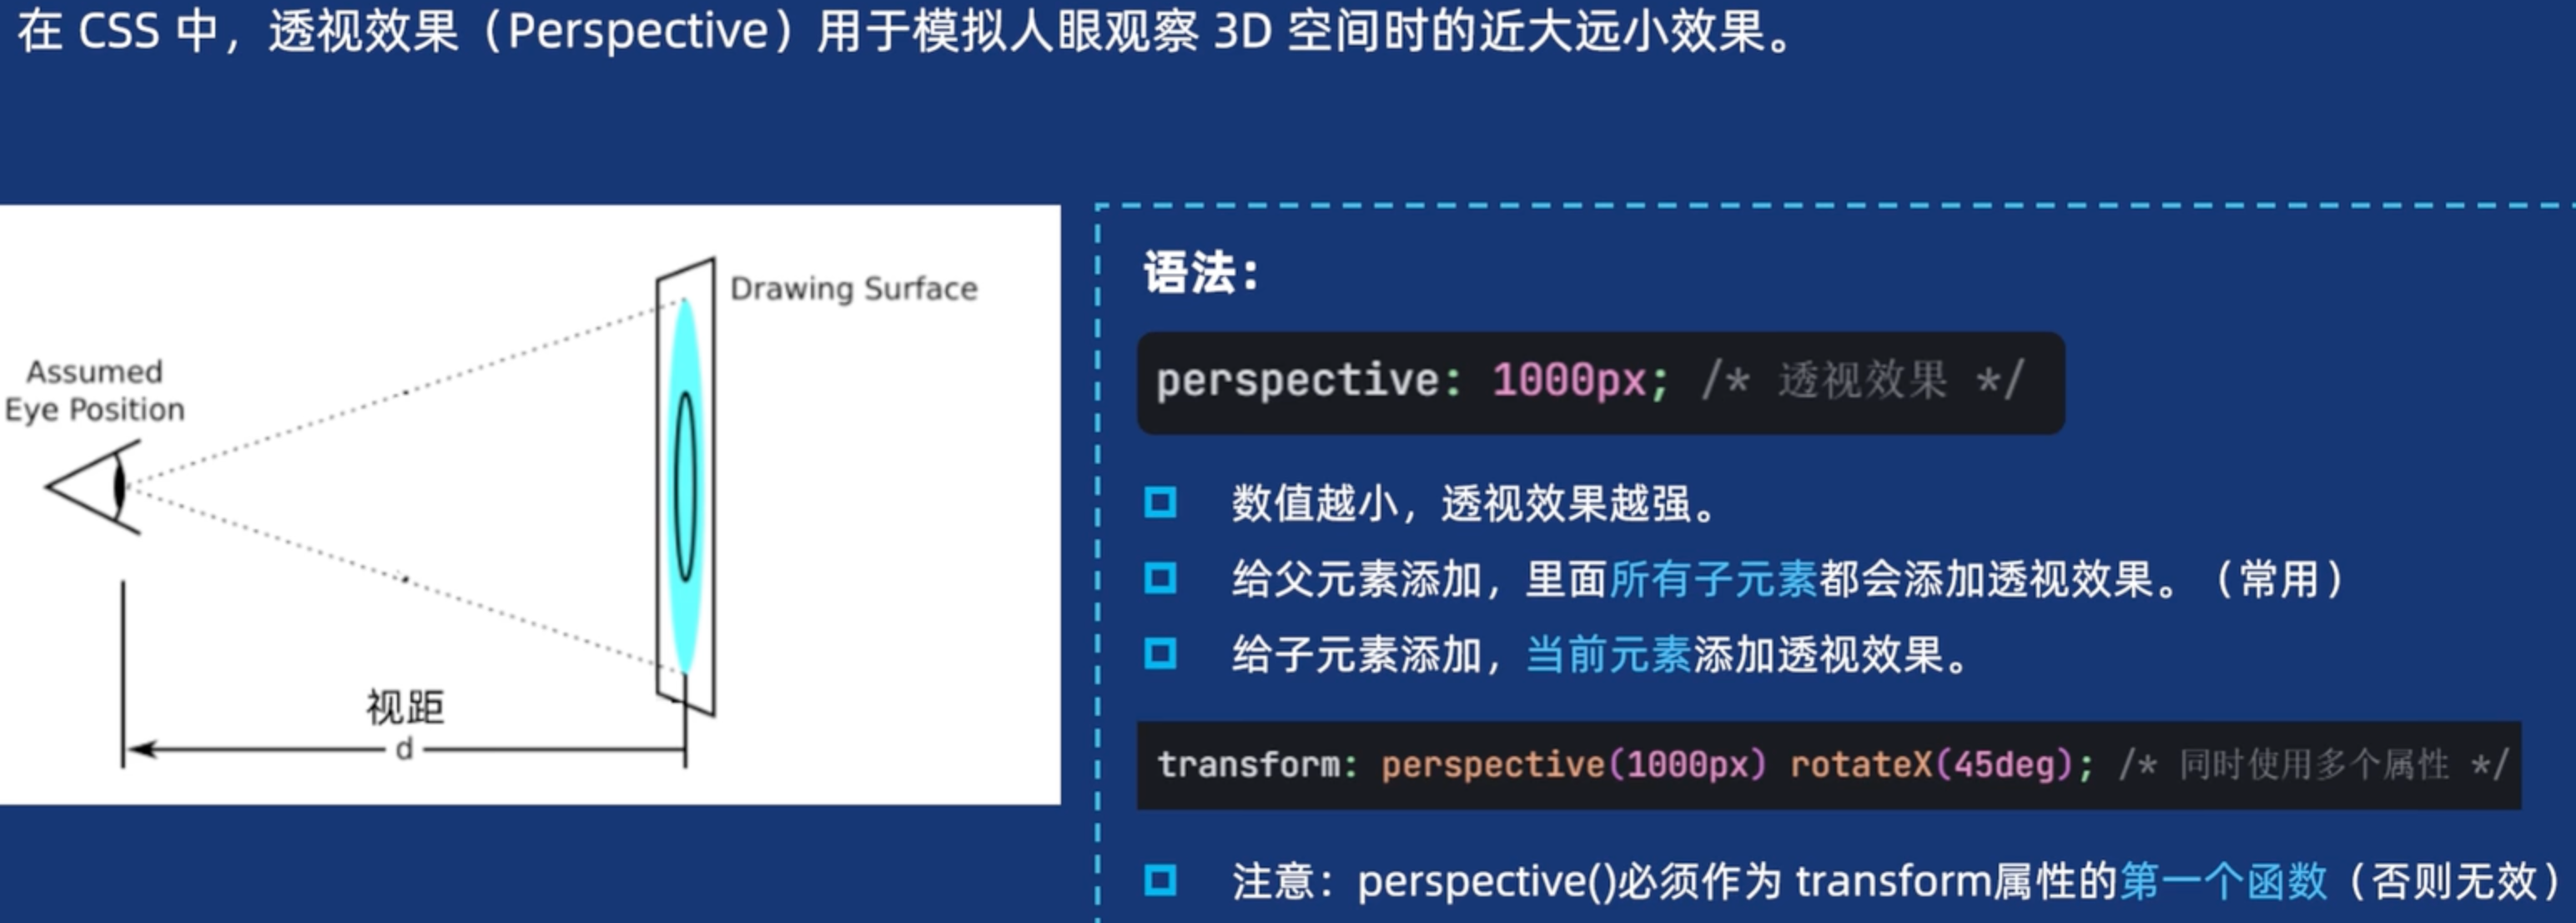 在 CSS 中，透视效果（Perspective）用于模拟人眼观察 3D 空间时的近大远小效果。
Drawing Surface
Assumed
Eye Position
视距
d
语法：
perspective: 1000px; /* 透视效果 */
数值越小，透视效果越强。
给父元素添加，里面所有子元素都会添加透视效果。（常用）
给子元素添加，当前元素添加透视效果。
transform: perspective(1000px) rotateX(45deg); /* 同时使用多个属性 */
注意：perspective()必须作为 transform属性的第一个函数（否则无效）